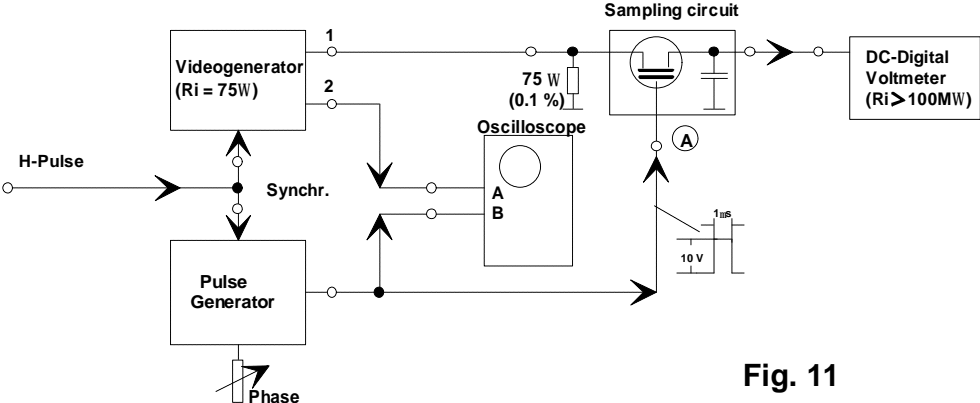 Sampling circuit
1
Videogenerator
(Ri = 75W)
2
75 W
(0.1 %)
DC-Digital
Voltmeter
(Ri > 100MW)
Oscilloscope
A
H-Pulse
Synchr.
A
B
1ms
10 V
Pulse
Generator
Phase
Fig. 11